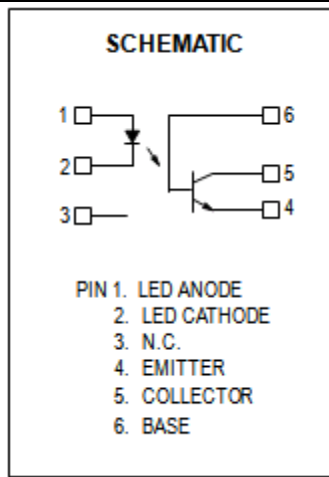 SCHEMATIC
1 6
2 5
3 4
PIN 1. LED ANODE
2. LED CATHODE
3. N.C.
4. EMITTER
5. COLLECTOR
6. BASE